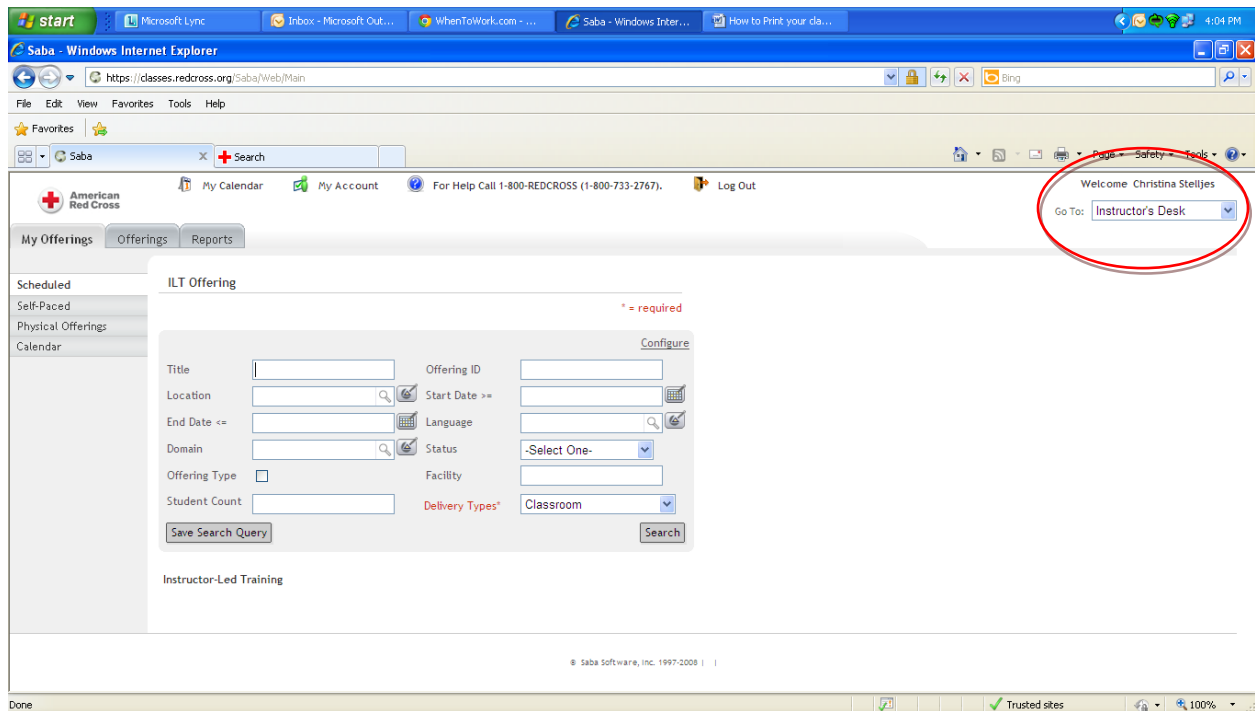 start Microsoft Lync Inbox - Microsoft Out... WhenToWork.com - ... Saba - Windows Inter... How to Print your cla... 4:04 PM
Saba - Windows Internet Explorer
https://classes.redcross.org/Saba/Web/Main Bing
File Edit View Favorites Tools Help
Favorites
Saba Search Page Safety Tools
American Red Cross My Calendar My Account For Help Call 1-800-REDCROSS (1-800-733-2767). Log Out Welcome Christina Stelljes
Go To: Instructor's Desk
My Offerings Offerings Reports
Scheduled
Self-Paced
Physical Offerings
Calendar
ILT Offering
* = required
Configure
Title Offering ID
Location Start Date >=
End Date <= Language
Domain Status -Select One-
Offering Type Facility
Student Count Delivery Types* Classroom
Save Search Query Search
Instructor-Led Training
© Saba Software, Inc. 1997-2008 | |
Done Trusted sites 100%